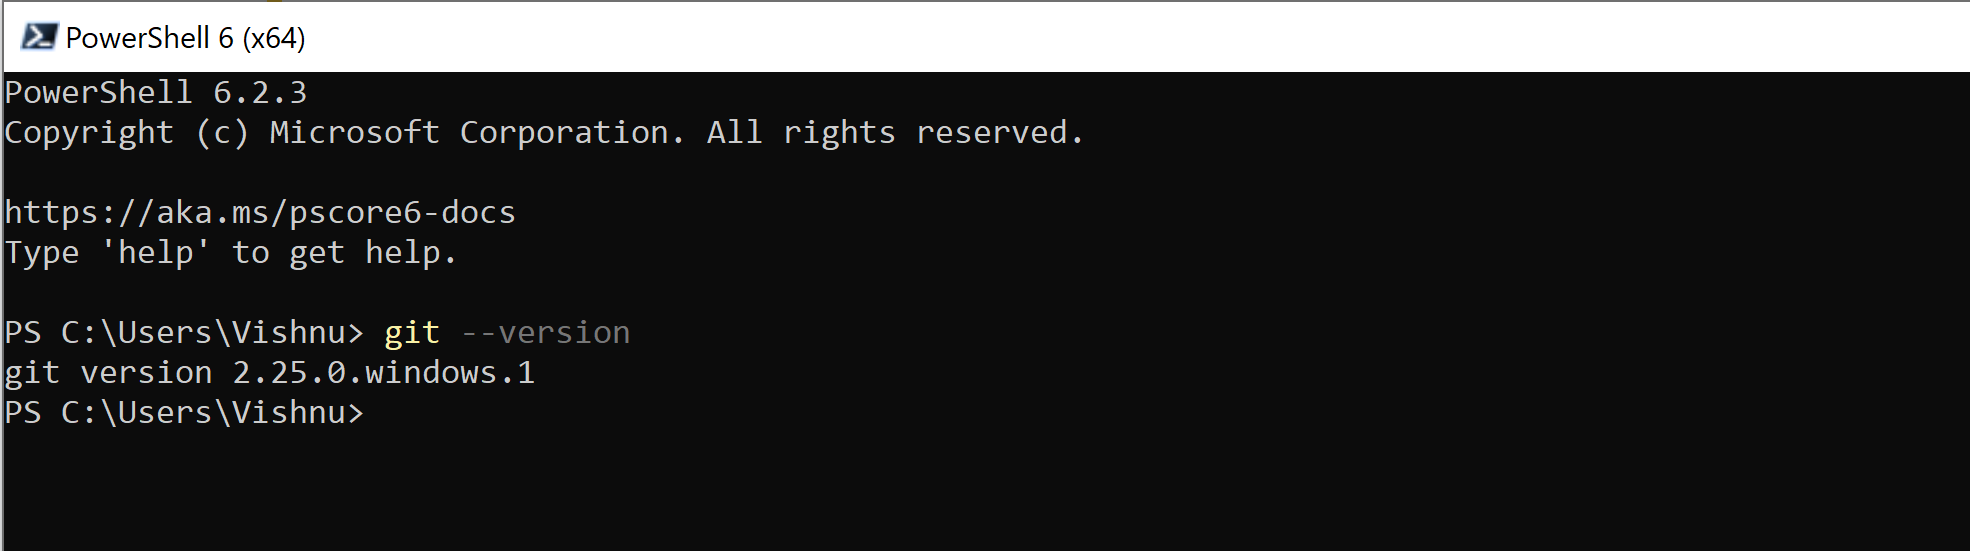 PowerShell 6 (x64)
PowerShell 6.2.3
Copyright (c) Microsoft Corporation. All rights reserved.
https://aka.ms/pscore6-docs
Type 'help' to get help.
PS C:\Users\Vishnu> git --version
git version 2.25.0.windows.1
PS C:\Users\Vishnu>